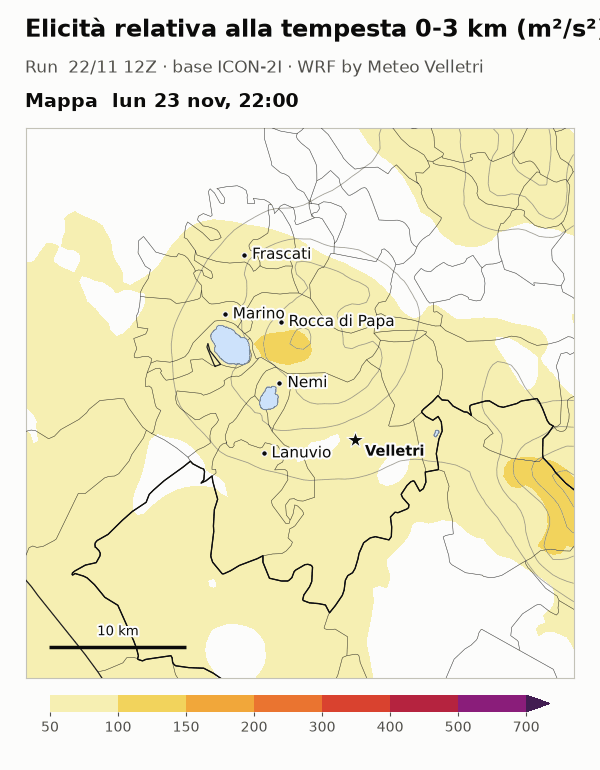 Elicità relativa alla tempesta 0-3 km (m²/s²)
Run  22/11 12Z · base ICON-2I · WRF by Meteo Velletri
Mappa  lun 23 nov, 22:00
Frascati
Marino
Rocca di Papa
Nemi
Velletri
Lanuvio
10 km
50 100 150 200 300 400 500 700